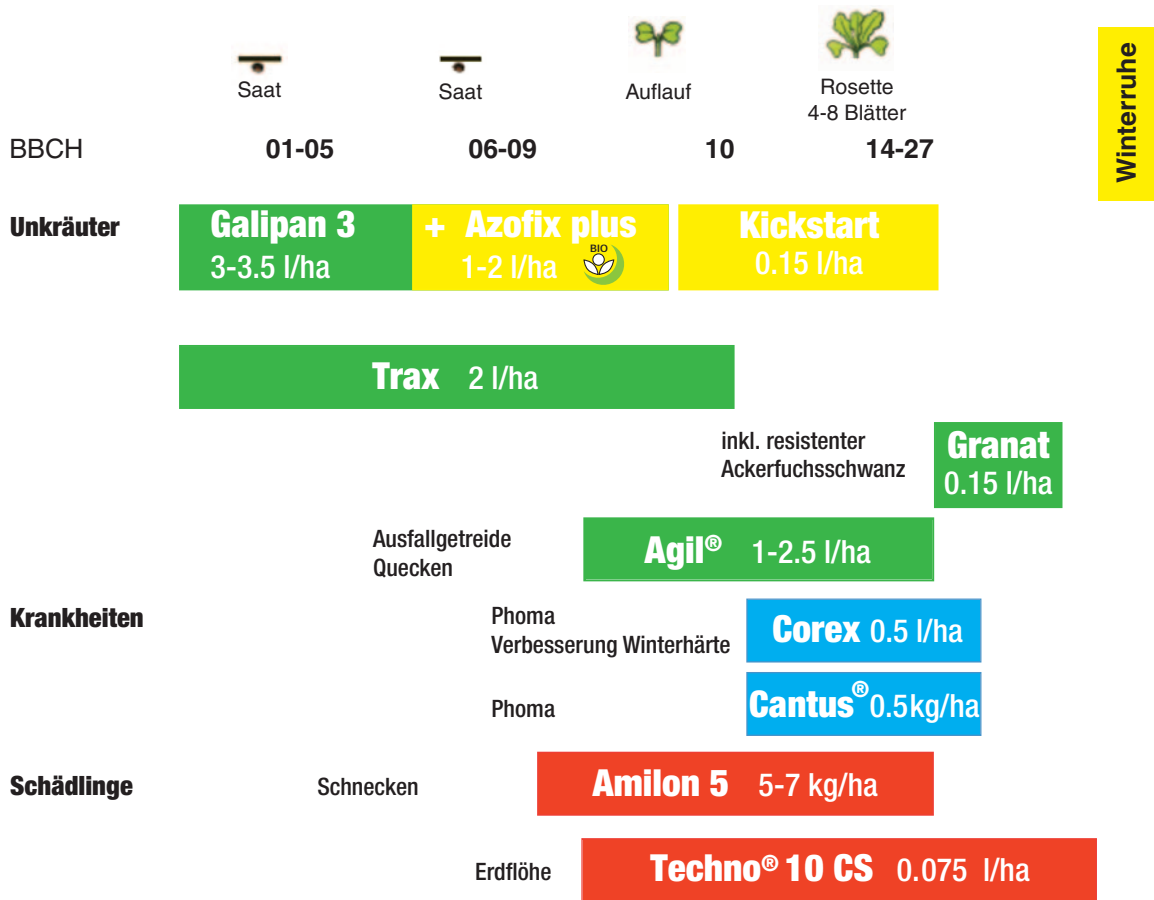 Saat
Saat
Auflauf
Rosette
4-8 Blätter
Winterruhe
BBCH 01-05 06-09 10 14-27
Unkräuter
Galipan 3
3-3.5 l/ha
+ Azofix plus
1-2 l/ha
BIO
Kickstart
0.15 l/ha
Trax 2 l/ha
inkl. resistenter
Ackerfuchsschwanz
Granat
0.15 l/ha
Ausfallgetreide
Quecken
Agil® 1-2.5 l/ha
Krankheiten
Phoma
Verbesserung Winterhärte
Corex 0.5 l/ha
Phoma
Cantus® 0.5kg/ha
Schädlinge
Schnecken
Amilon 5 5-7 kg/ha
Erdflöhe
Techno® 10 CS 0.075 l/ha